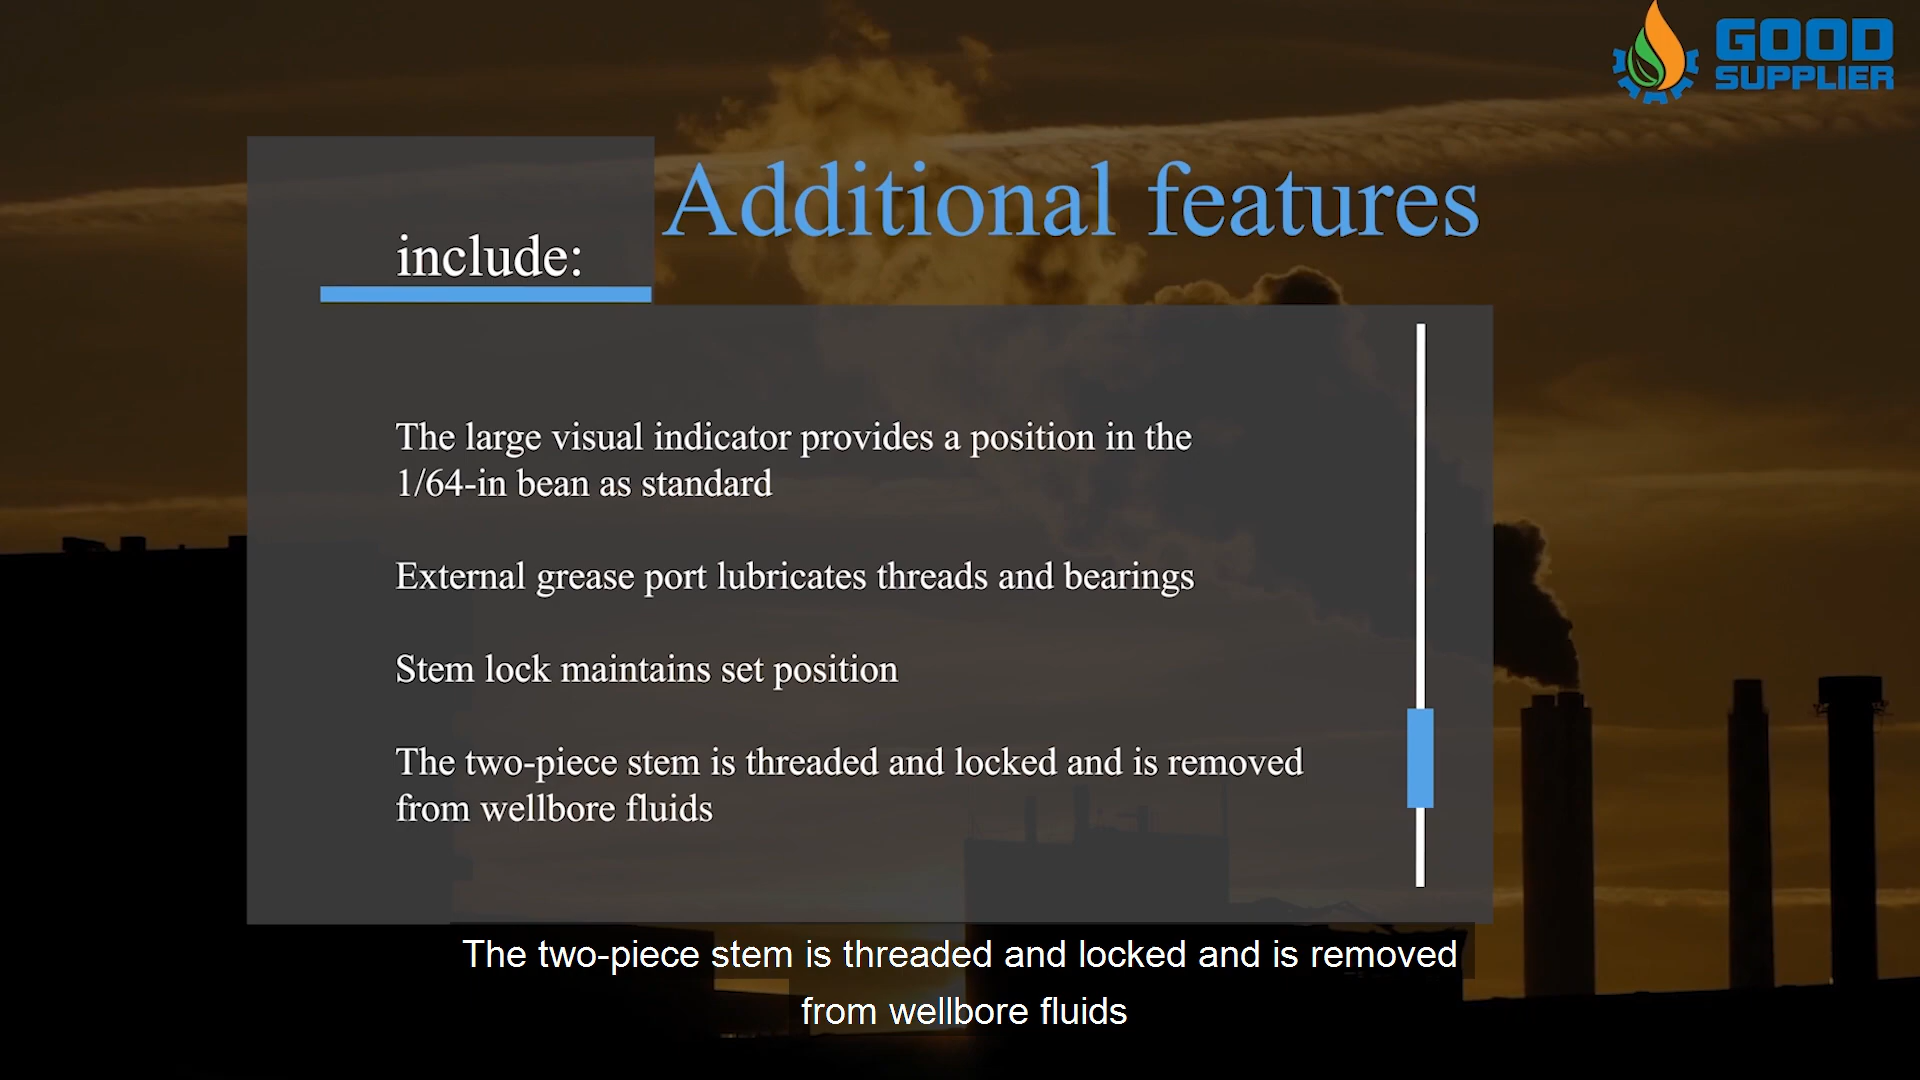 GOOD
SUPPLIER
Additional features
include:
The large visual indicator provides a position in the
1/64-in bean as standard
External grease port lubricates threads and bearings
Stem lock maintains set position
The two-piece stem is threaded and locked and is removed
from wellbore fluids
The two-piece stem is threaded and locked and is removed
from wellbore fluids